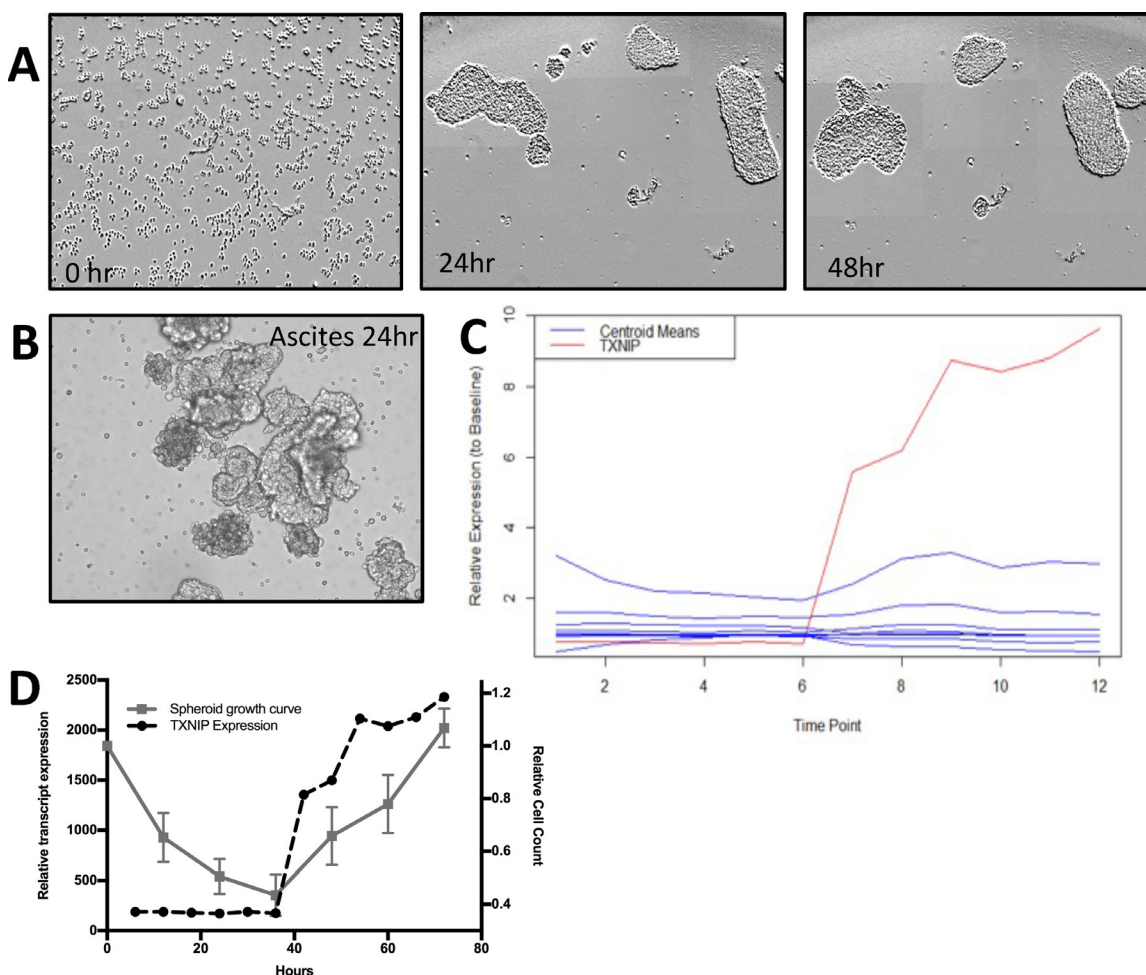 A
0 hr
24hr
48hr
B
Ascites 24hr
C
Centroid Means
TXNIP
Relative Expression (to Baseline)
10
8
6
4
2
2 4 6 8 10 12
Time Point
D
Spheroid growth curve
TXNIP Expression
Relative transcript expression
2500
2000
1500
1000
500
0
1.2
1.0
0.8
0.6
0.4
Relative Cell Count
0 20 40 60 80
Hours